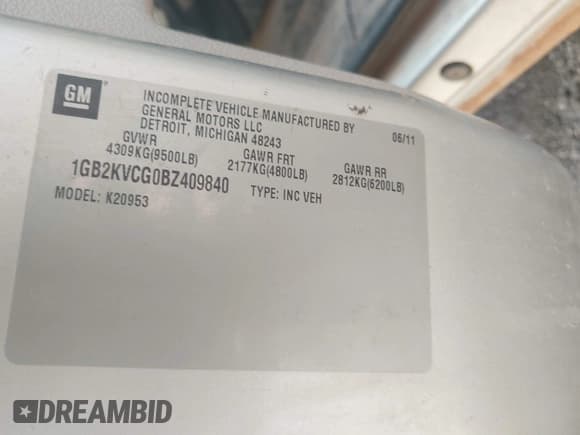 GM
INCOMPLETE VEHICLE MANUFACTURED BY
GENERAL MOTORS LLC
DETROIT, MICHIGAN 48243
06/11
GVWR GAWR FRT GAWR RR
4309KG(9500LB) 2177KG(4800LB) 2812KG(6200LB)
1GB2KVCG0BZ409840 TYPE: INC VEH
MODEL: K20953
DREAMBID